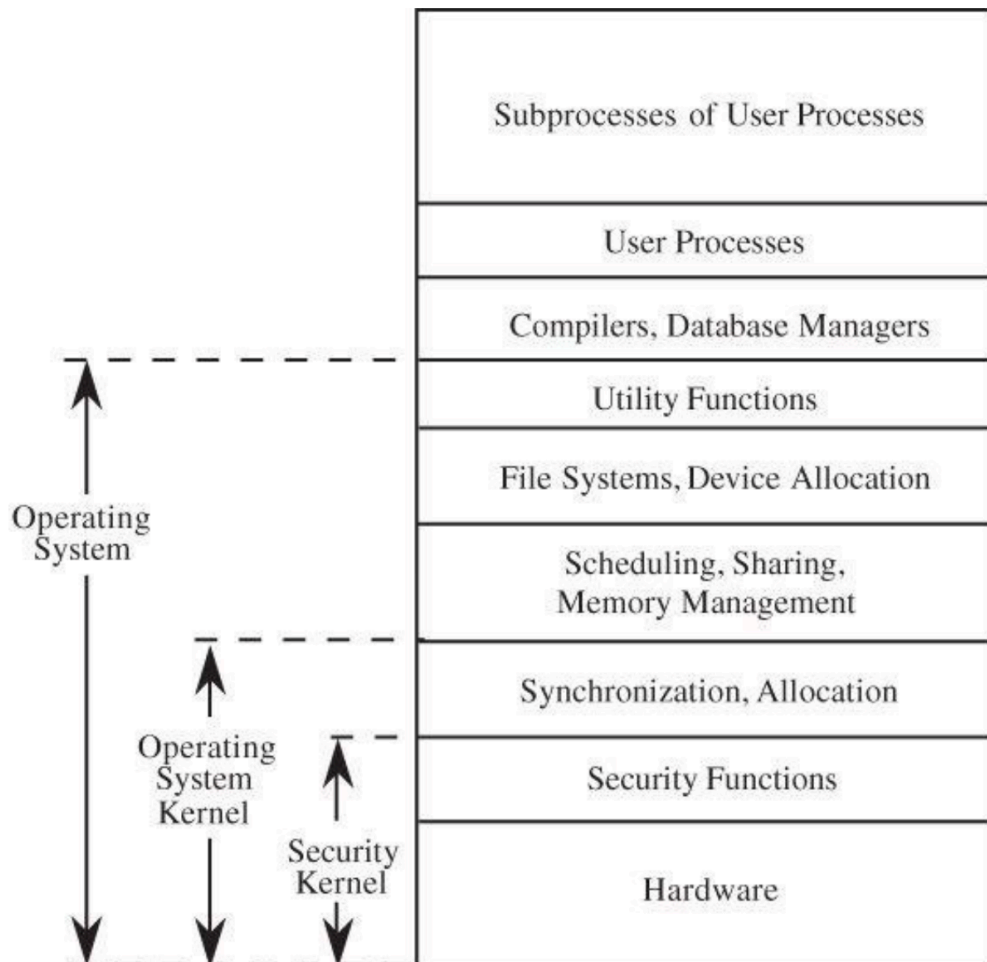 Subprocesses of User Processes
User Processes
Compilers, Database Managers
Utility Functions
File Systems, Device Allocation
Scheduling, Sharing,
Memory Management
Synchronization, Allocation
Security Functions
Hardware
Operating
System
Operating
System
Kernel
Security
Kernel